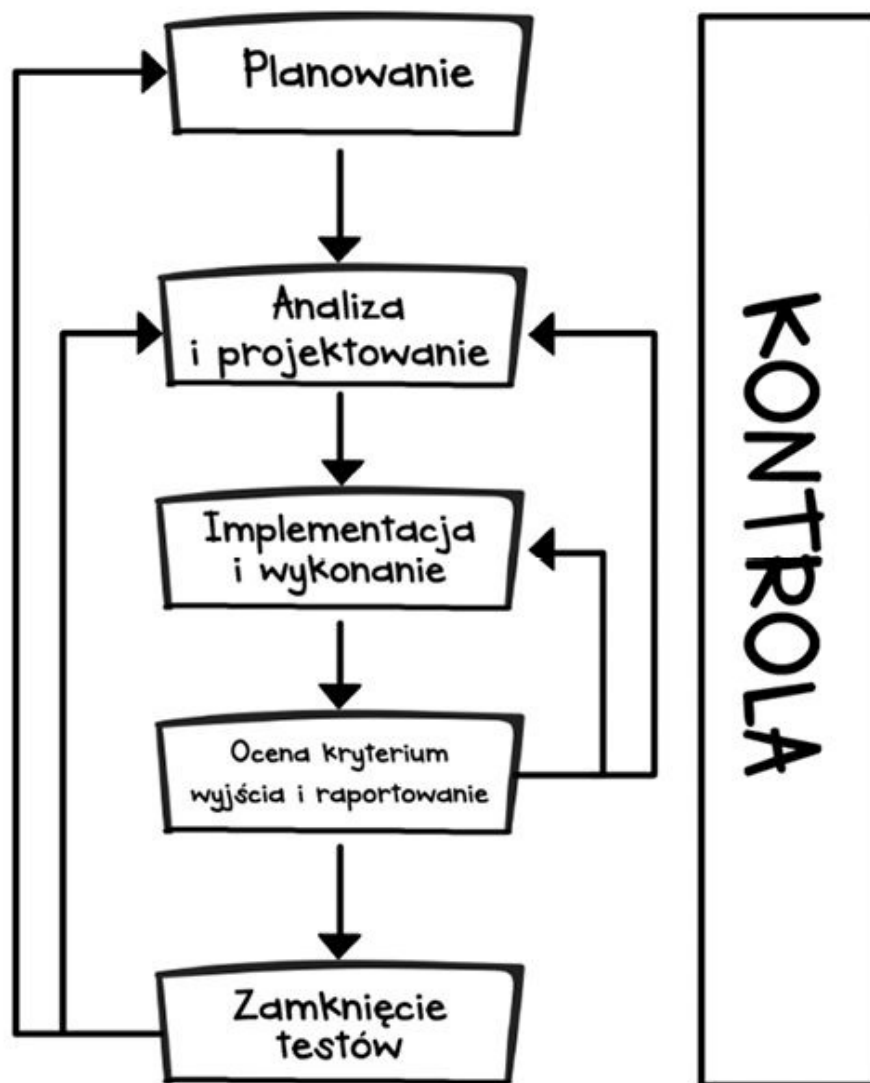 Planowanie
Analiza
i projektowanie
Implementacja
i wykonanie
Ocena kryterium
wyjścia i raportowanie
Zamknięcie
testów
KONTROLA